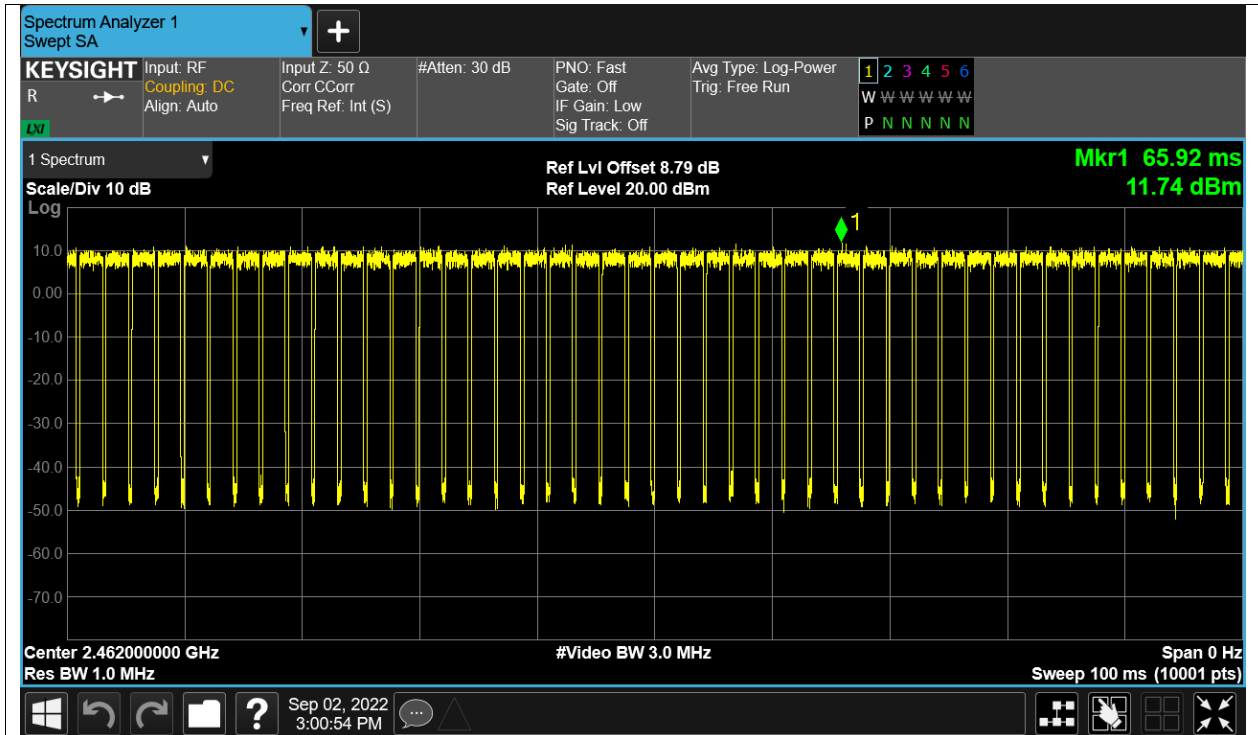 Spectrum Analyzer 1
Swept SA
+
KEYSIGHT
R
LXI
Input: RF
Coupling: DC
Align: Auto
Input Z: 50 Ω
Corr CCorr
Freq Ref: Int (S)
#Atten: 30 dB
PNO: Fast
Gate: Off
IF Gain: Low
Sig Track: Off
Avg Type: Log-Power
Trig: Free Run
1 2 3 4 5 6
W W W W W W
P N N N N N
1 Spectrum
Scale/Div 10 dB
Log
Ref Lvl Offset 8.79 dB
Ref Level 20.00 dBm
Mkr1 65.92 ms
11.74 dBm
1
10.0
0.00
-10.0
-20.0
-30.0
-40.0
-50.0
-60.0
-70.0
Center 2.462000000 GHz
Res BW 1.0 MHz
#Video BW 3.0 MHz
Span 0 Hz
Sweep 100 ms (10001 pts)
?
Sep 02, 2022
3:00:54 PM